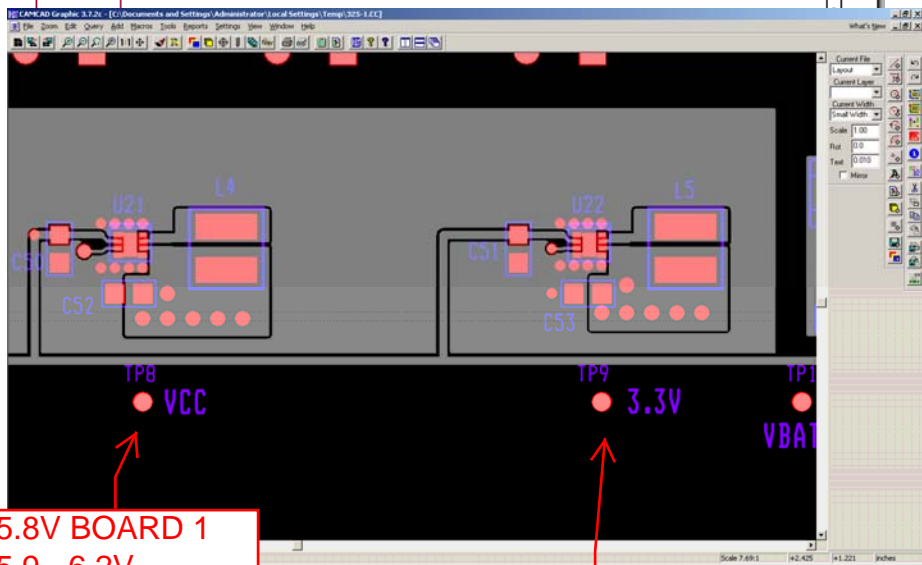 CAMCAD Graphic 3.7.2c - [C:\Documents and Settings\Administrator\Local Settings\Temp\325-1.CC]
File Zoom Edit Query Add Macros Tools Reports Settings View Window Help
What's New
1:1
Current File
Layout
Current Layer
Current Width
Small Width
Scale 1.00
Rot 0.0
Text 0.010
Mirror
U21
L4
C50
C52
U22
L5
C51
C53
TP8
VCC
TP9
3.3V
TP1
VBAT
5.8V BOARD 1
Scale 7.69:1 +2.425 +1.221 inches